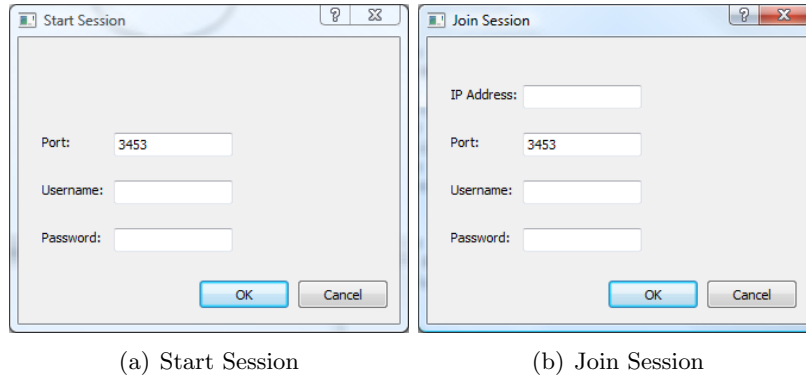 Start Session
Port: 3453
Username:
Password:
OK Cancel
(a) Start Session
Join Session
IP Address:
Port: 3453
Username:
Password:
OK Cancel
(b) Join Session